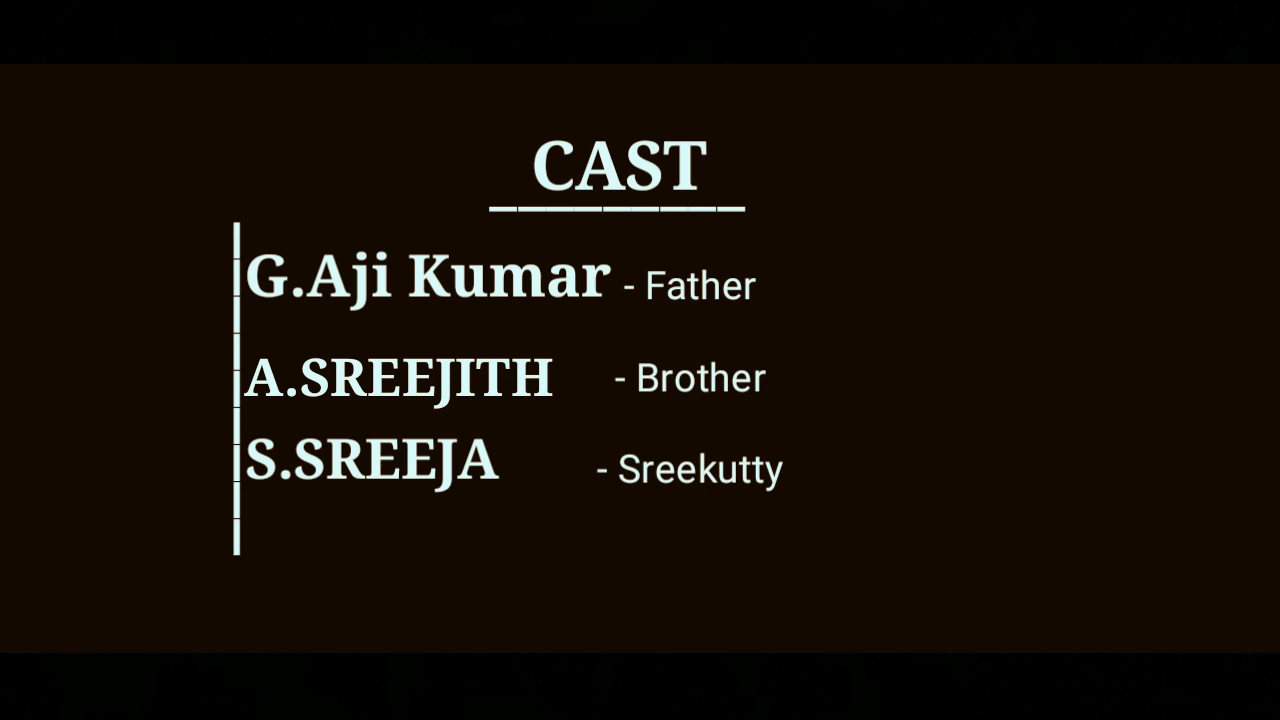 CAST
G.Aji Kumar - Father
A.SREEJITH - Brother
S.SREEJA - Sreekutty